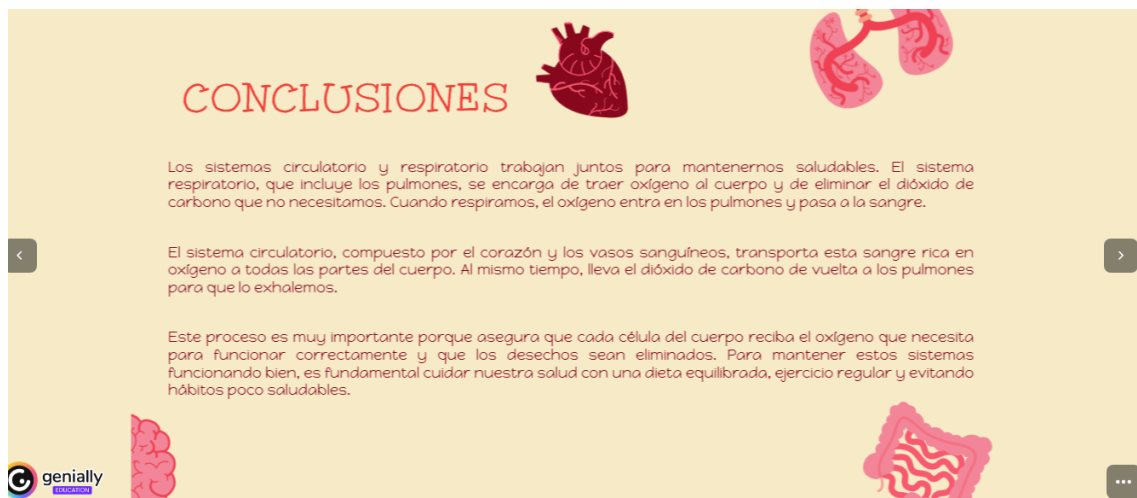 CONCLUSIONES
Los sistemas circulatorio y respiratorio trabajan juntos para mantenernos saludables. El sistema
respiratorio, que incluye los pulmones, se encarga de traer oxígeno al cuerpo y de eliminar el dióxido de
carbono que no necesitamos. Cuando respiramos, el oxígeno entra en los pulmones y pasa a la sangre.
El sistema circulatorio, compuesto por el corazón y los vasos sanguíneos, transporta esta sangre rica en
oxígeno a todas las partes del cuerpo. Al mismo tiempo, lleva el dióxido de carbono de vuelta a los pulmones
para que lo exhalemos.
Este proceso es muy importante porque asegura que cada célula del cuerpo reciba el oxígeno que necesita
para funcionar correctamente y que los desechos sean eliminados. Para mantener estos sistemas
funcionando bien, es fundamental cuidar nuestra salud con una dieta equilibrada, ejercicio regular y evitando
hábitos poco saludables.
genially
EDUCATION